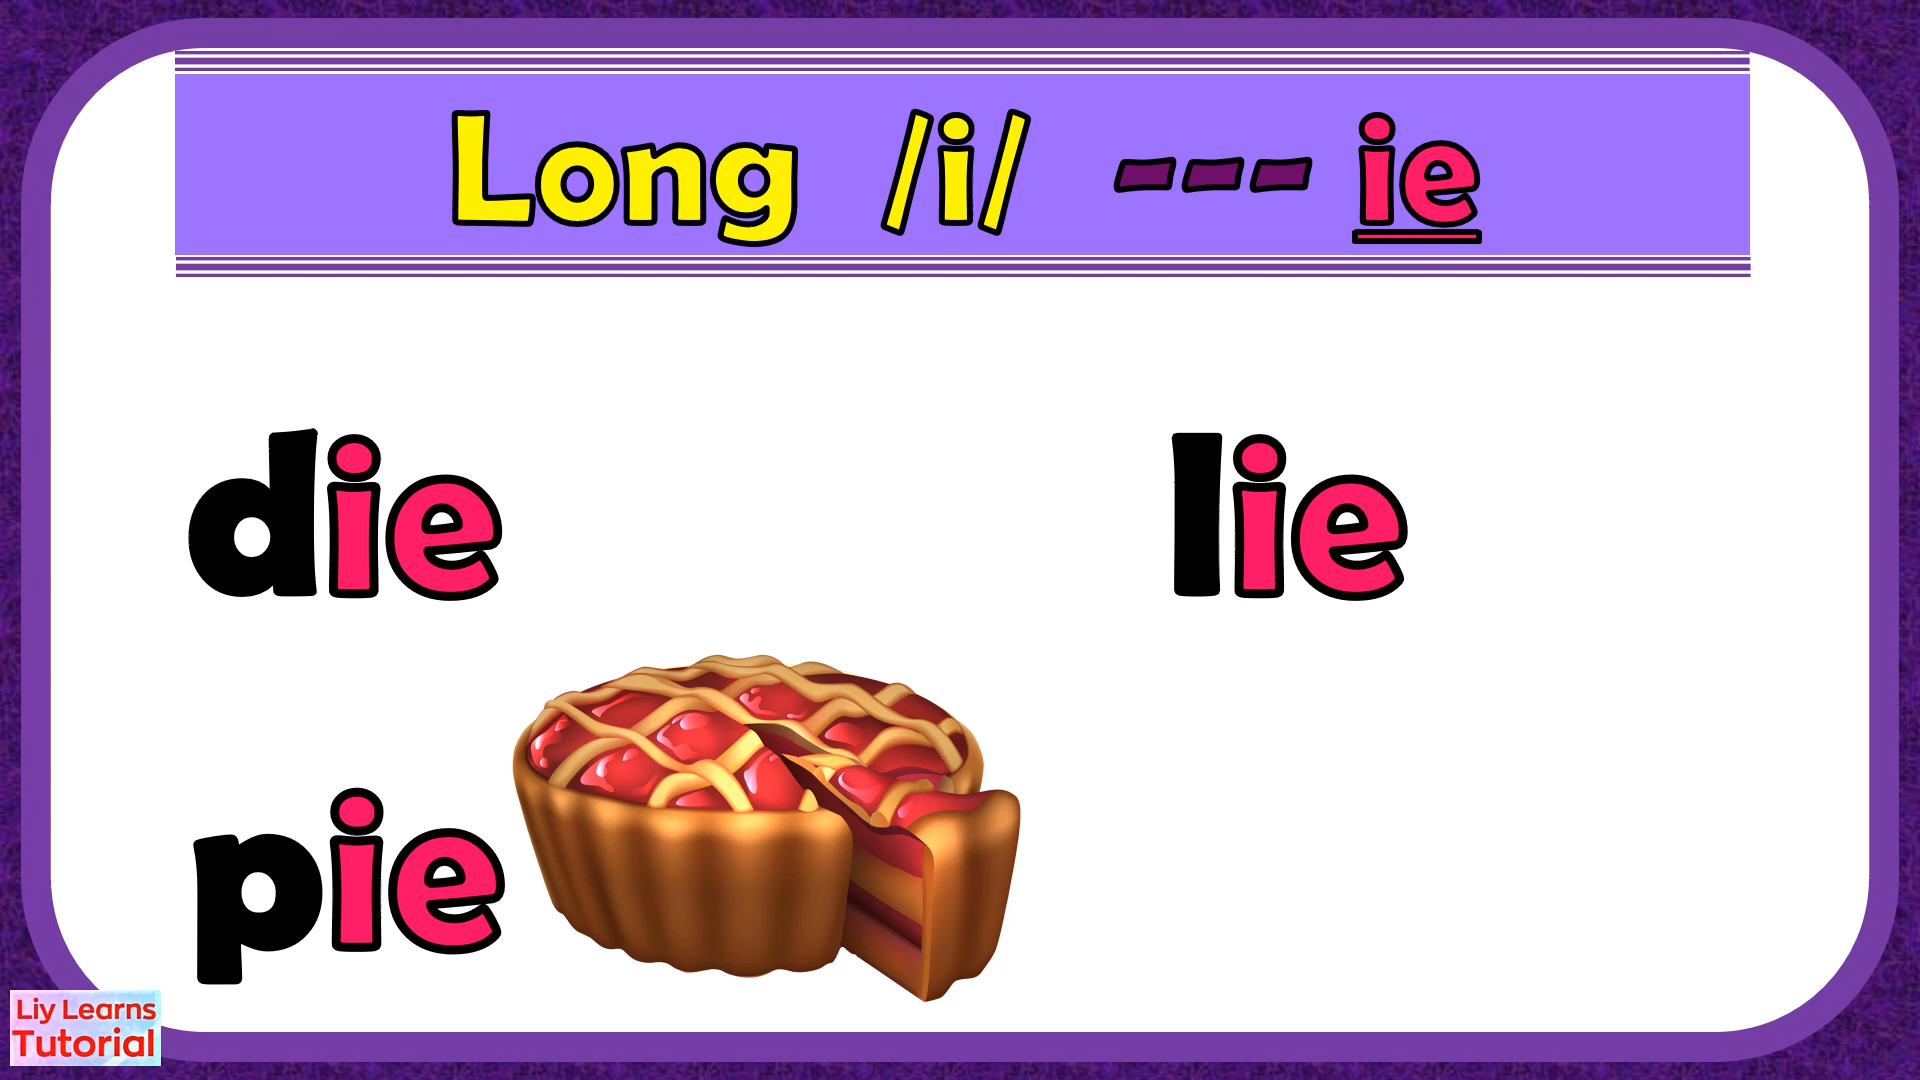 Long /i/ --- ie
die
lie
pie
Liy Learns
Tutorial